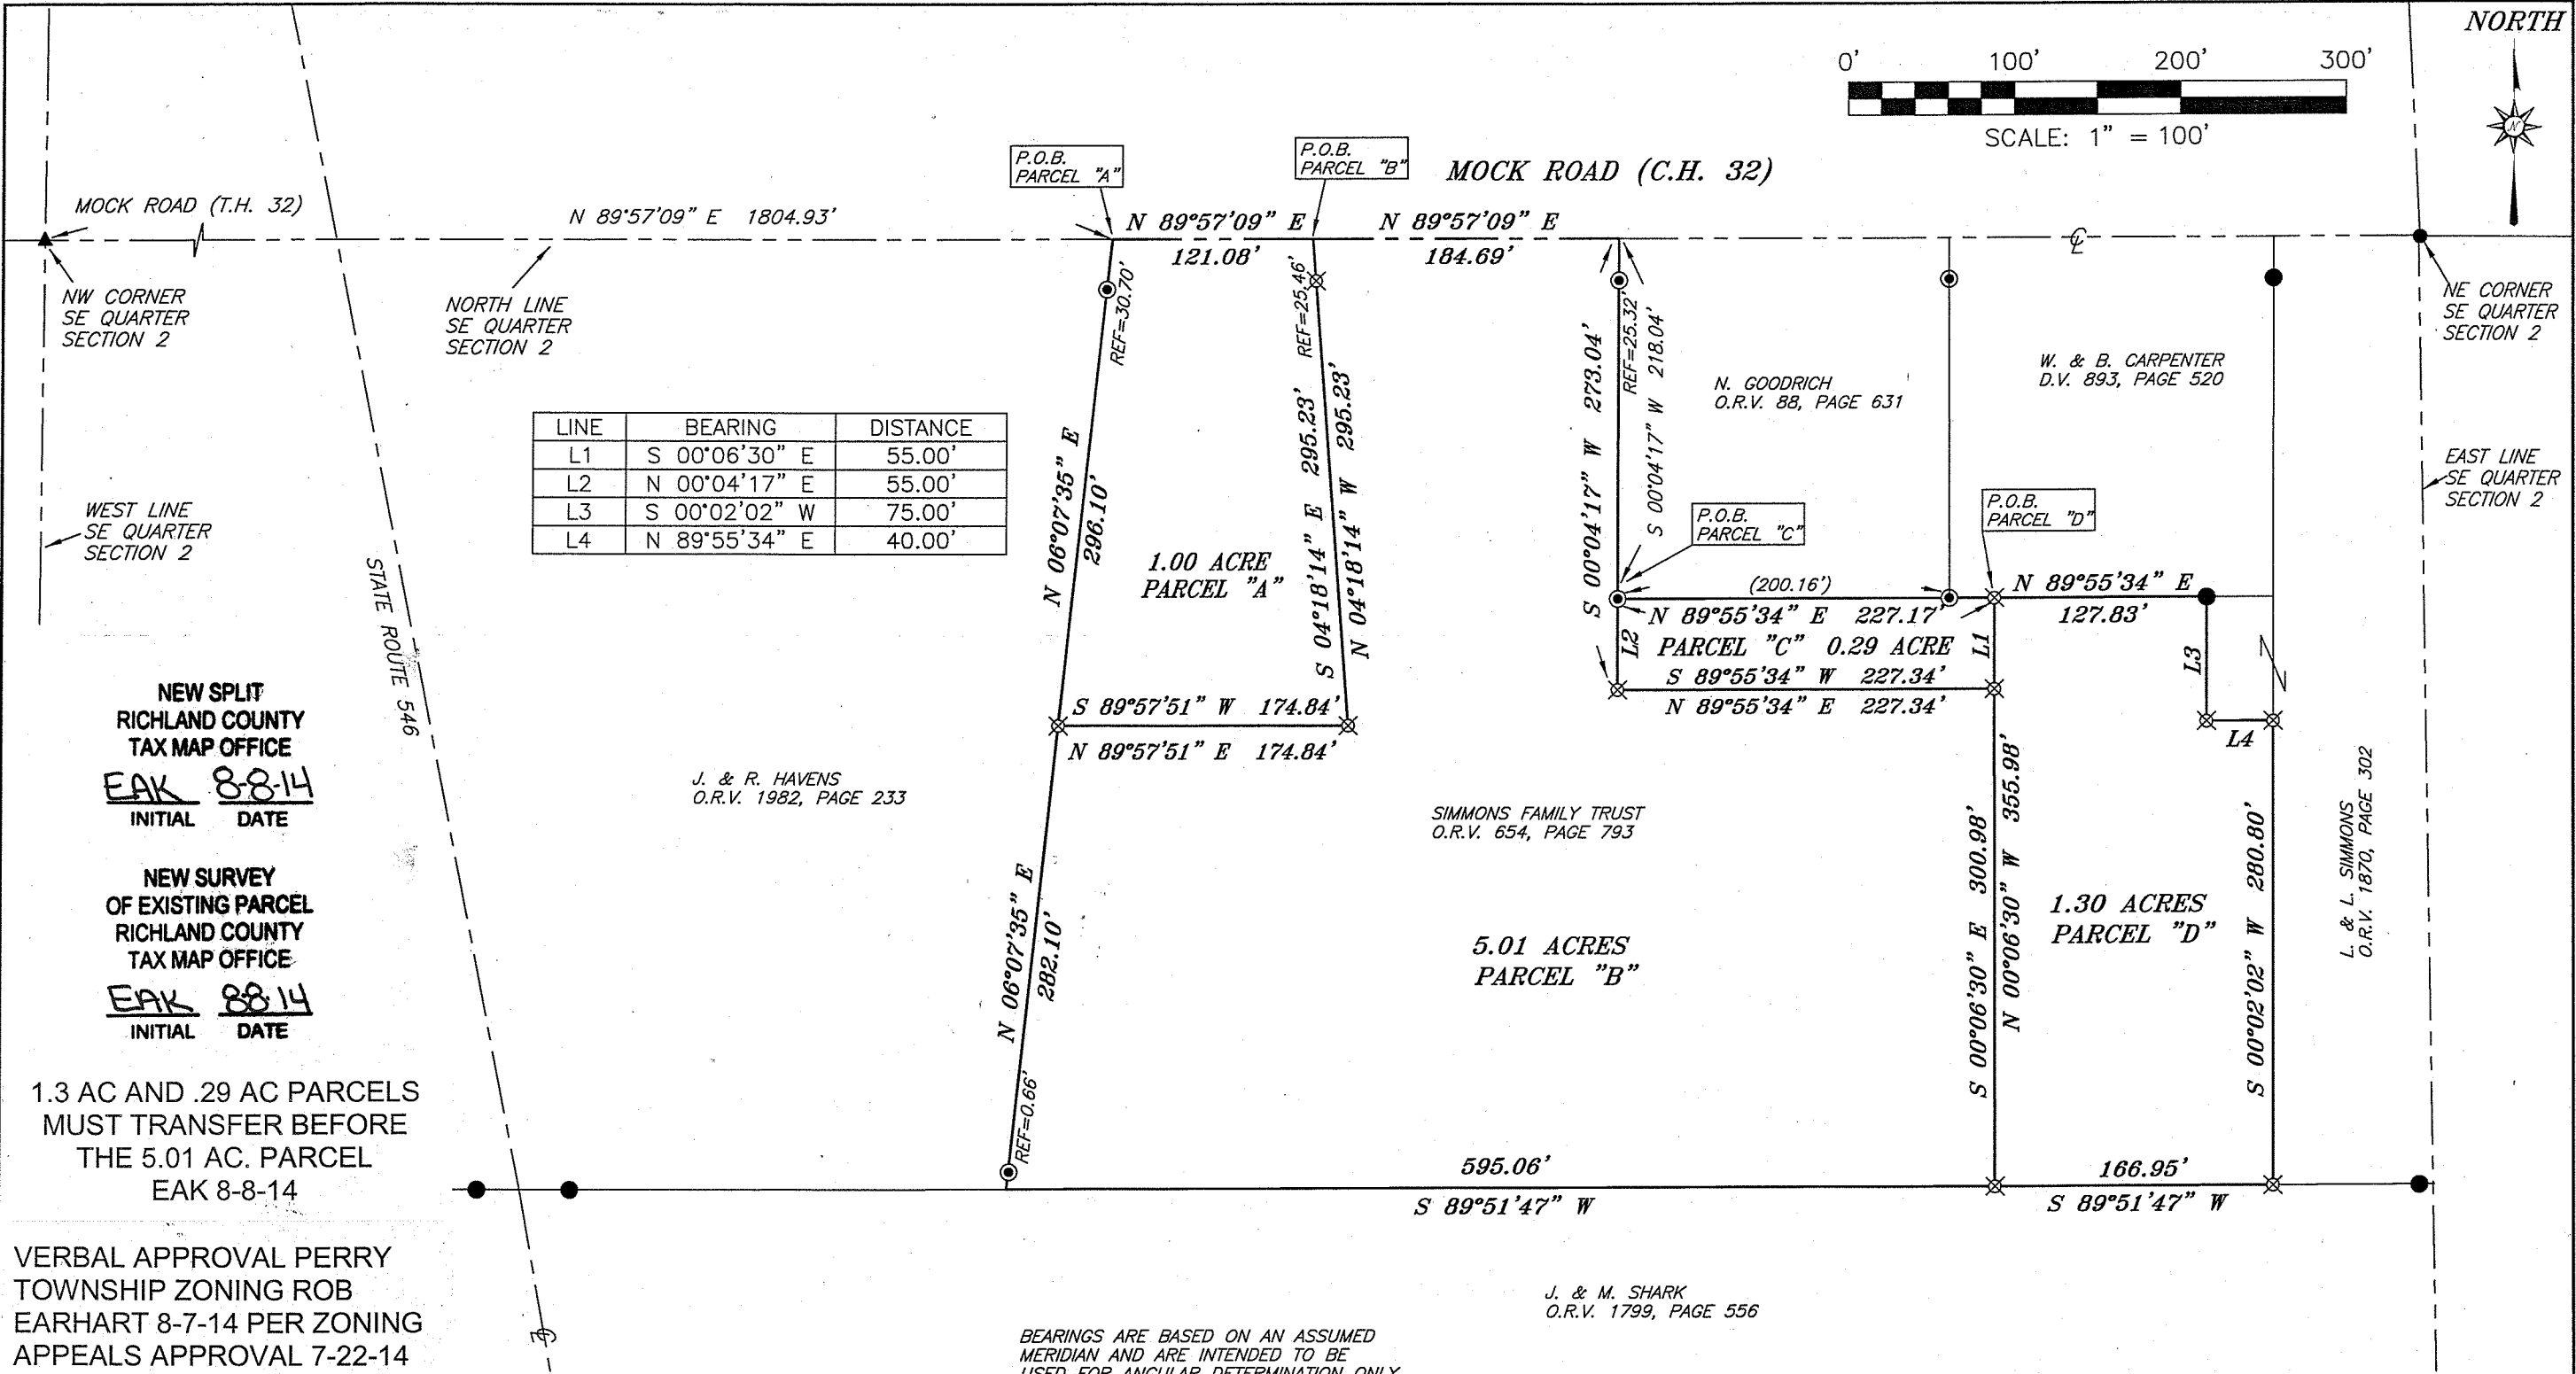 NORTH
0' 100' 200' 300'
SCALE: 1" = 100'
P.O.B.
PARCEL "A"
P.O.B.
PARCEL "B"
MOCK ROAD (C.H. 32)
MOCK ROAD (T.H. 32)
N 89°57'09" E 1804.93'
N 89°57'09" E
121.08'
N 89°57'09" E
184.69'
NW CORNER
SE QUARTER
SECTION 2
NORTH LINE
SE QUARTER
SECTION 2
NE CORNER
SE QUARTER
SECTION 2
REF=30.70'
REF=25.46'
REF=25.32'
S 00°04'17" W 218.04'
S 00°04'17" W 273.04'
N. GOODRICH
O.R.V. 88, PAGE 631
W. & B. CARPENTER
D.V. 893, PAGE 520
LINE BEARING DISTANCE
L1 S 00°06'30" E 55.00'
L2 N 00°04'17" E 55.00'
L3 S 00°02'02" W 75.00'
L4 N 89°55'34" E 40.00'
WEST LINE
SE QUARTER
SECTION 2
EAST LINE
SE QUARTER
SECTION 2
STATE ROUTE 546
N 06°07'35" E
296.10'
1.00 ACRE
PARCEL "A"
S 04°18'14" E 295.23'
N 04°18'14" W 295.23'
P.O.B.
PARCEL "C"
P.O.B.
PARCEL "D"
(200.16')
N 89°55'34" E 227.17'
N 89°55'34" E
127.83'
L2
PARCEL "C" 0.29 ACRE
L1
L3
S 89°55'34" W 227.34'
N 89°55'34" E 227.34'
L4
S 89°57'51" W 174.84'
N 89°57'51" E 174.84'
NEW SPLIT
RICHLAND COUNTY
TAX MAP OFFICE
EAK 8-8-14
INITIAL DATE
J. & R. HAVENS
O.R.V. 1982, PAGE 233
SIMMONS FAMILY TRUST
O.R.V. 654, PAGE 793
L. & L. SIMMONS
O.R.V. 1870, PAGE 302
NEW SURVEY
OF EXISTING PARCEL
RICHLAND COUNTY
TAX MAP OFFICE
EAK 8-8-14
INITIAL DATE
N 06°07'35" E
282.10'
REF=0.66'
5.01 ACRES
PARCEL "B"
S 00°06'30" E 300.98'
N 00°06'30" W 355.98'
1.30 ACRES
PARCEL "D"
S 00°02'02" W 280.80'
1.3 AC AND .29 AC PARCELS
MUST TRANSFER BEFORE
THE 5.01 AC. PARCEL
EAK 8-8-14
595.06'
S 89°51'47" W
166.95'
S 89°51'47" W
VERBAL APPROVAL PERRY
TOWNSHIP ZONING ROB
EARHART 8-7-14 PER ZONING
APPEALS APPROVAL 7-22-14
J. & M. SHARK
O.R.V. 1799, PAGE 556
BEARINGS ARE BASED ON AN ASSUMED
MERIDIAN AND ARE INTENDED TO BE
USED FOR ANGULAR DETERMINATION ONLY